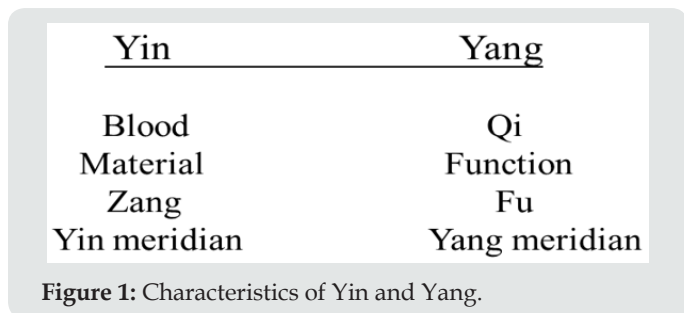 Yin Yang
Blood Qi
Material Function
Zang Fu
Yin meridian Yang meridian
Figure 1: Characteristics of Yin and Yang.